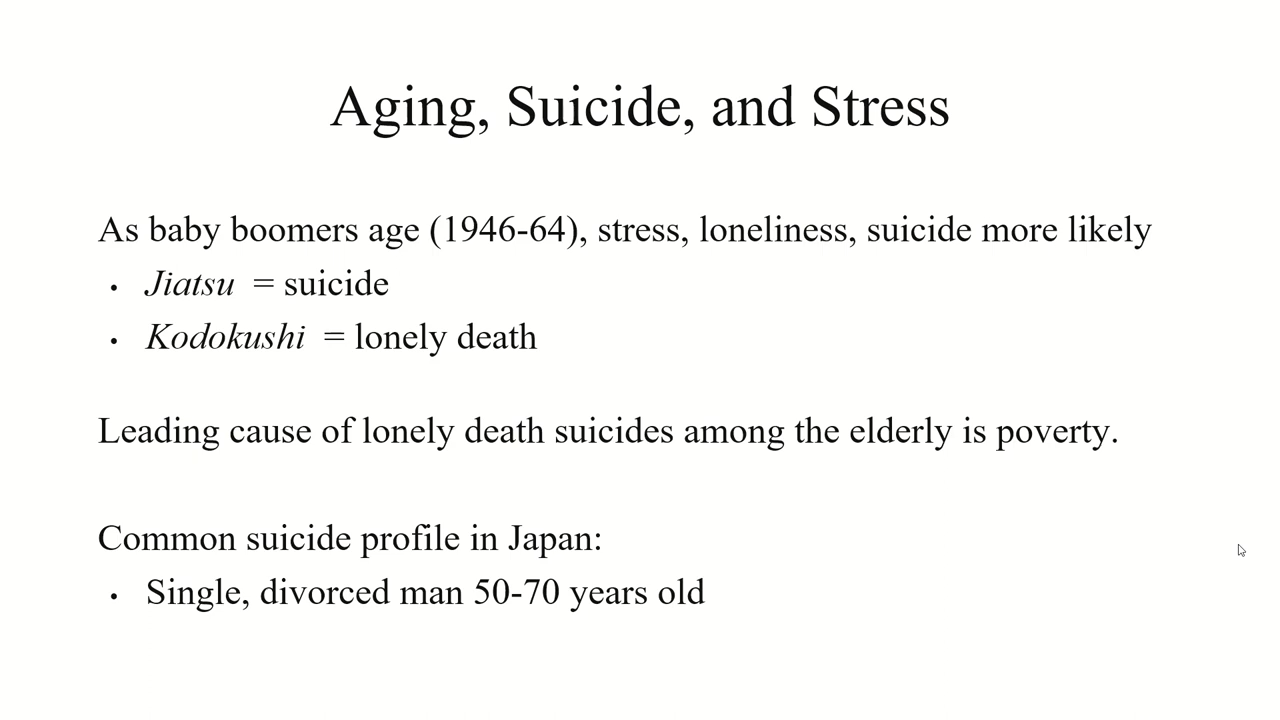 Aging, Suicide, and Stress
As baby boomers age (1946-64), stress, loneliness, suicide more likely
• Jiatsu = suicide
• Kodokushi = lonely death
Leading cause of lonely death suicides among the elderly is poverty.
Common suicide profile in Japan:
• Single, divorced man 50-70 years old